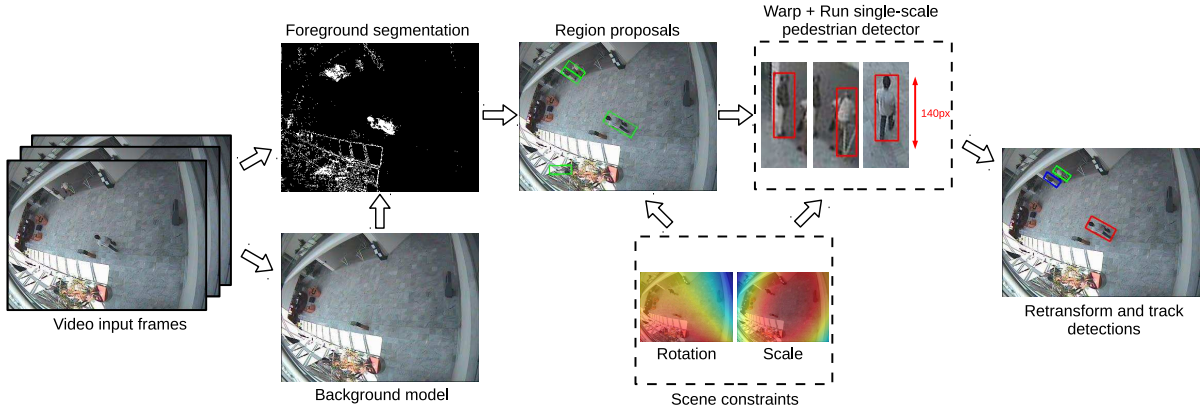 Foreground segmentation
Region proposals
Warp + Run single-scale
pedestrian detector
140px
Video input frames
Background model
Rotation
Scale
Scene constraints
Retransform and track
detections